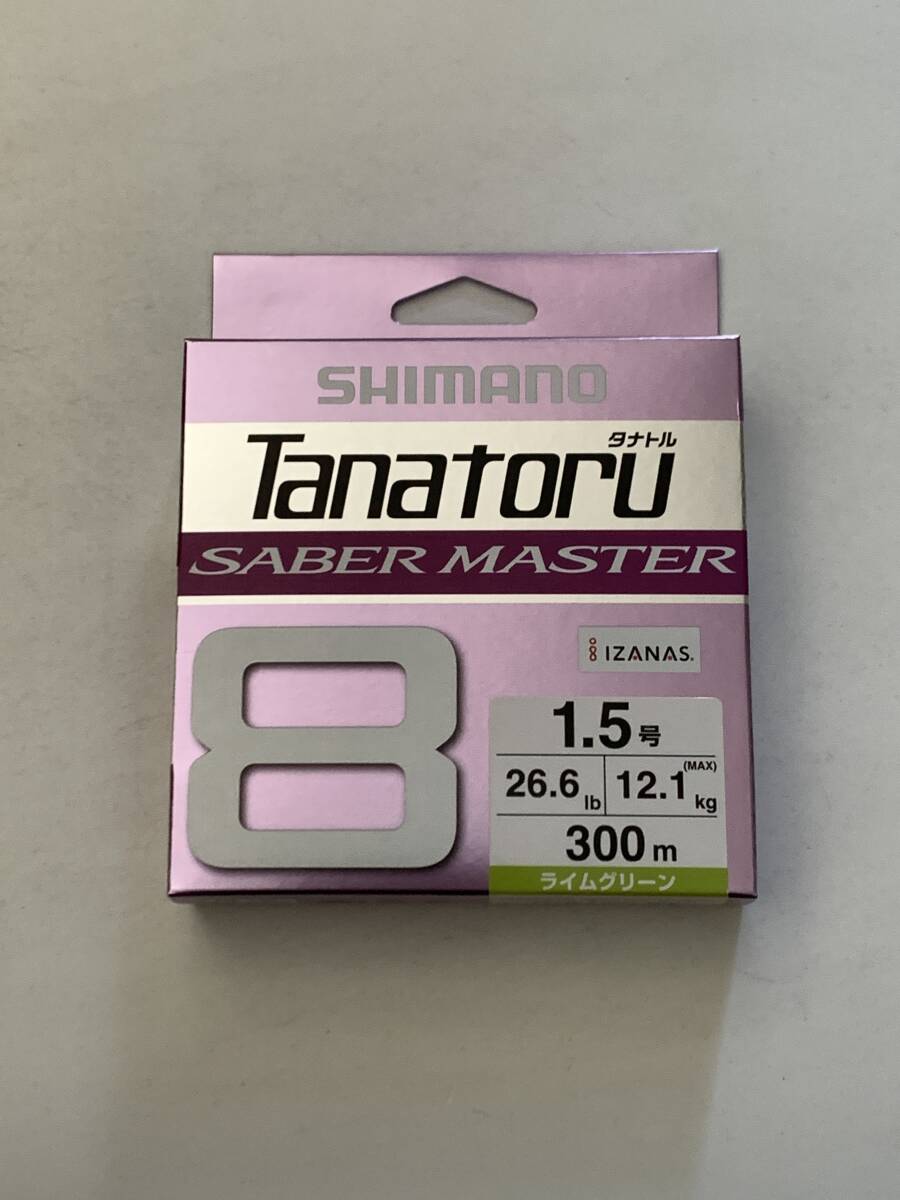 SHIMANO
タナトル
Tanatoru
SABER MASTER
8
IZANAS.
1.5号
26.6 lb 12.1 kg (MAX)
300m
ライムグリーン